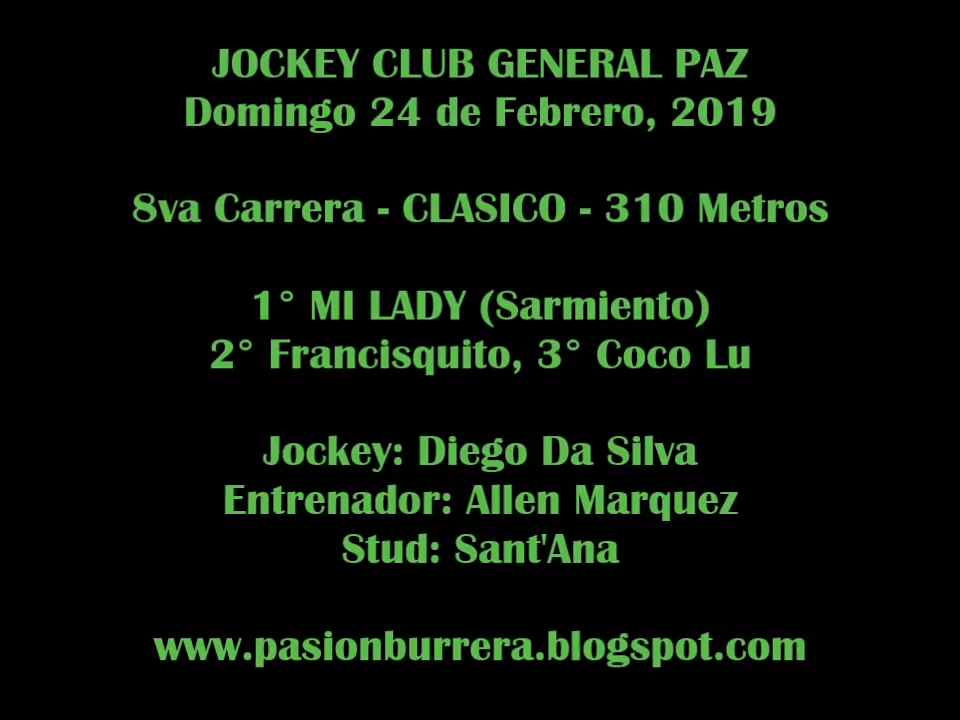 JOCKEY CLUB GENERAL PAZ
Domingo 24 de Febrero, 2019
8va Carrera - CLASICO - 310 Metros
1° MI LADY (Sarmiento)
2° Francisquito, 3° Coco Lu
Jockey: Diego Da Silva
Entrenador: Allen Marquez
Stud: Sant'Ana
www.pasionburrera.blogspot.com